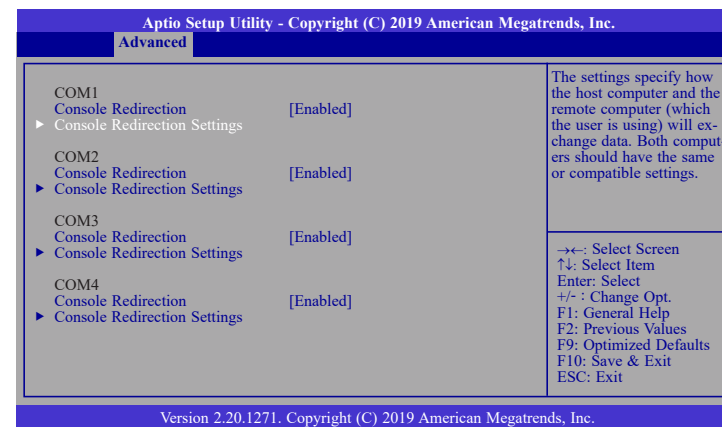 Aptio Setup Utility - Copyright (C) 2019 American Megatrends, Inc.
Advanced
COM1
Console Redirection [Enabled]
► Console Redirection Settings
COM2
Console Redirection [Enabled]
► Console Redirection Settings
COM3
Console Redirection [Enabled]
► Console Redirection Settings
COM4
Console Redirection [Enabled]
► Console Redirection Settings
The settings specify how
the host computer and the
remote computer (which
the user is using) will ex-
change data. Both comput
ers should have the same
or compatible settings.
→←: Select Screen
↑↓: Select Item
Enter: Select
+/- : Change Opt.
F1: General Help
F2: Previous Values
F9: Optimized Defaults
F10: Save & Exit
ESC: Exit
Version 2.20.1271. Copyright (C) 2019 American Megatrends, Inc.